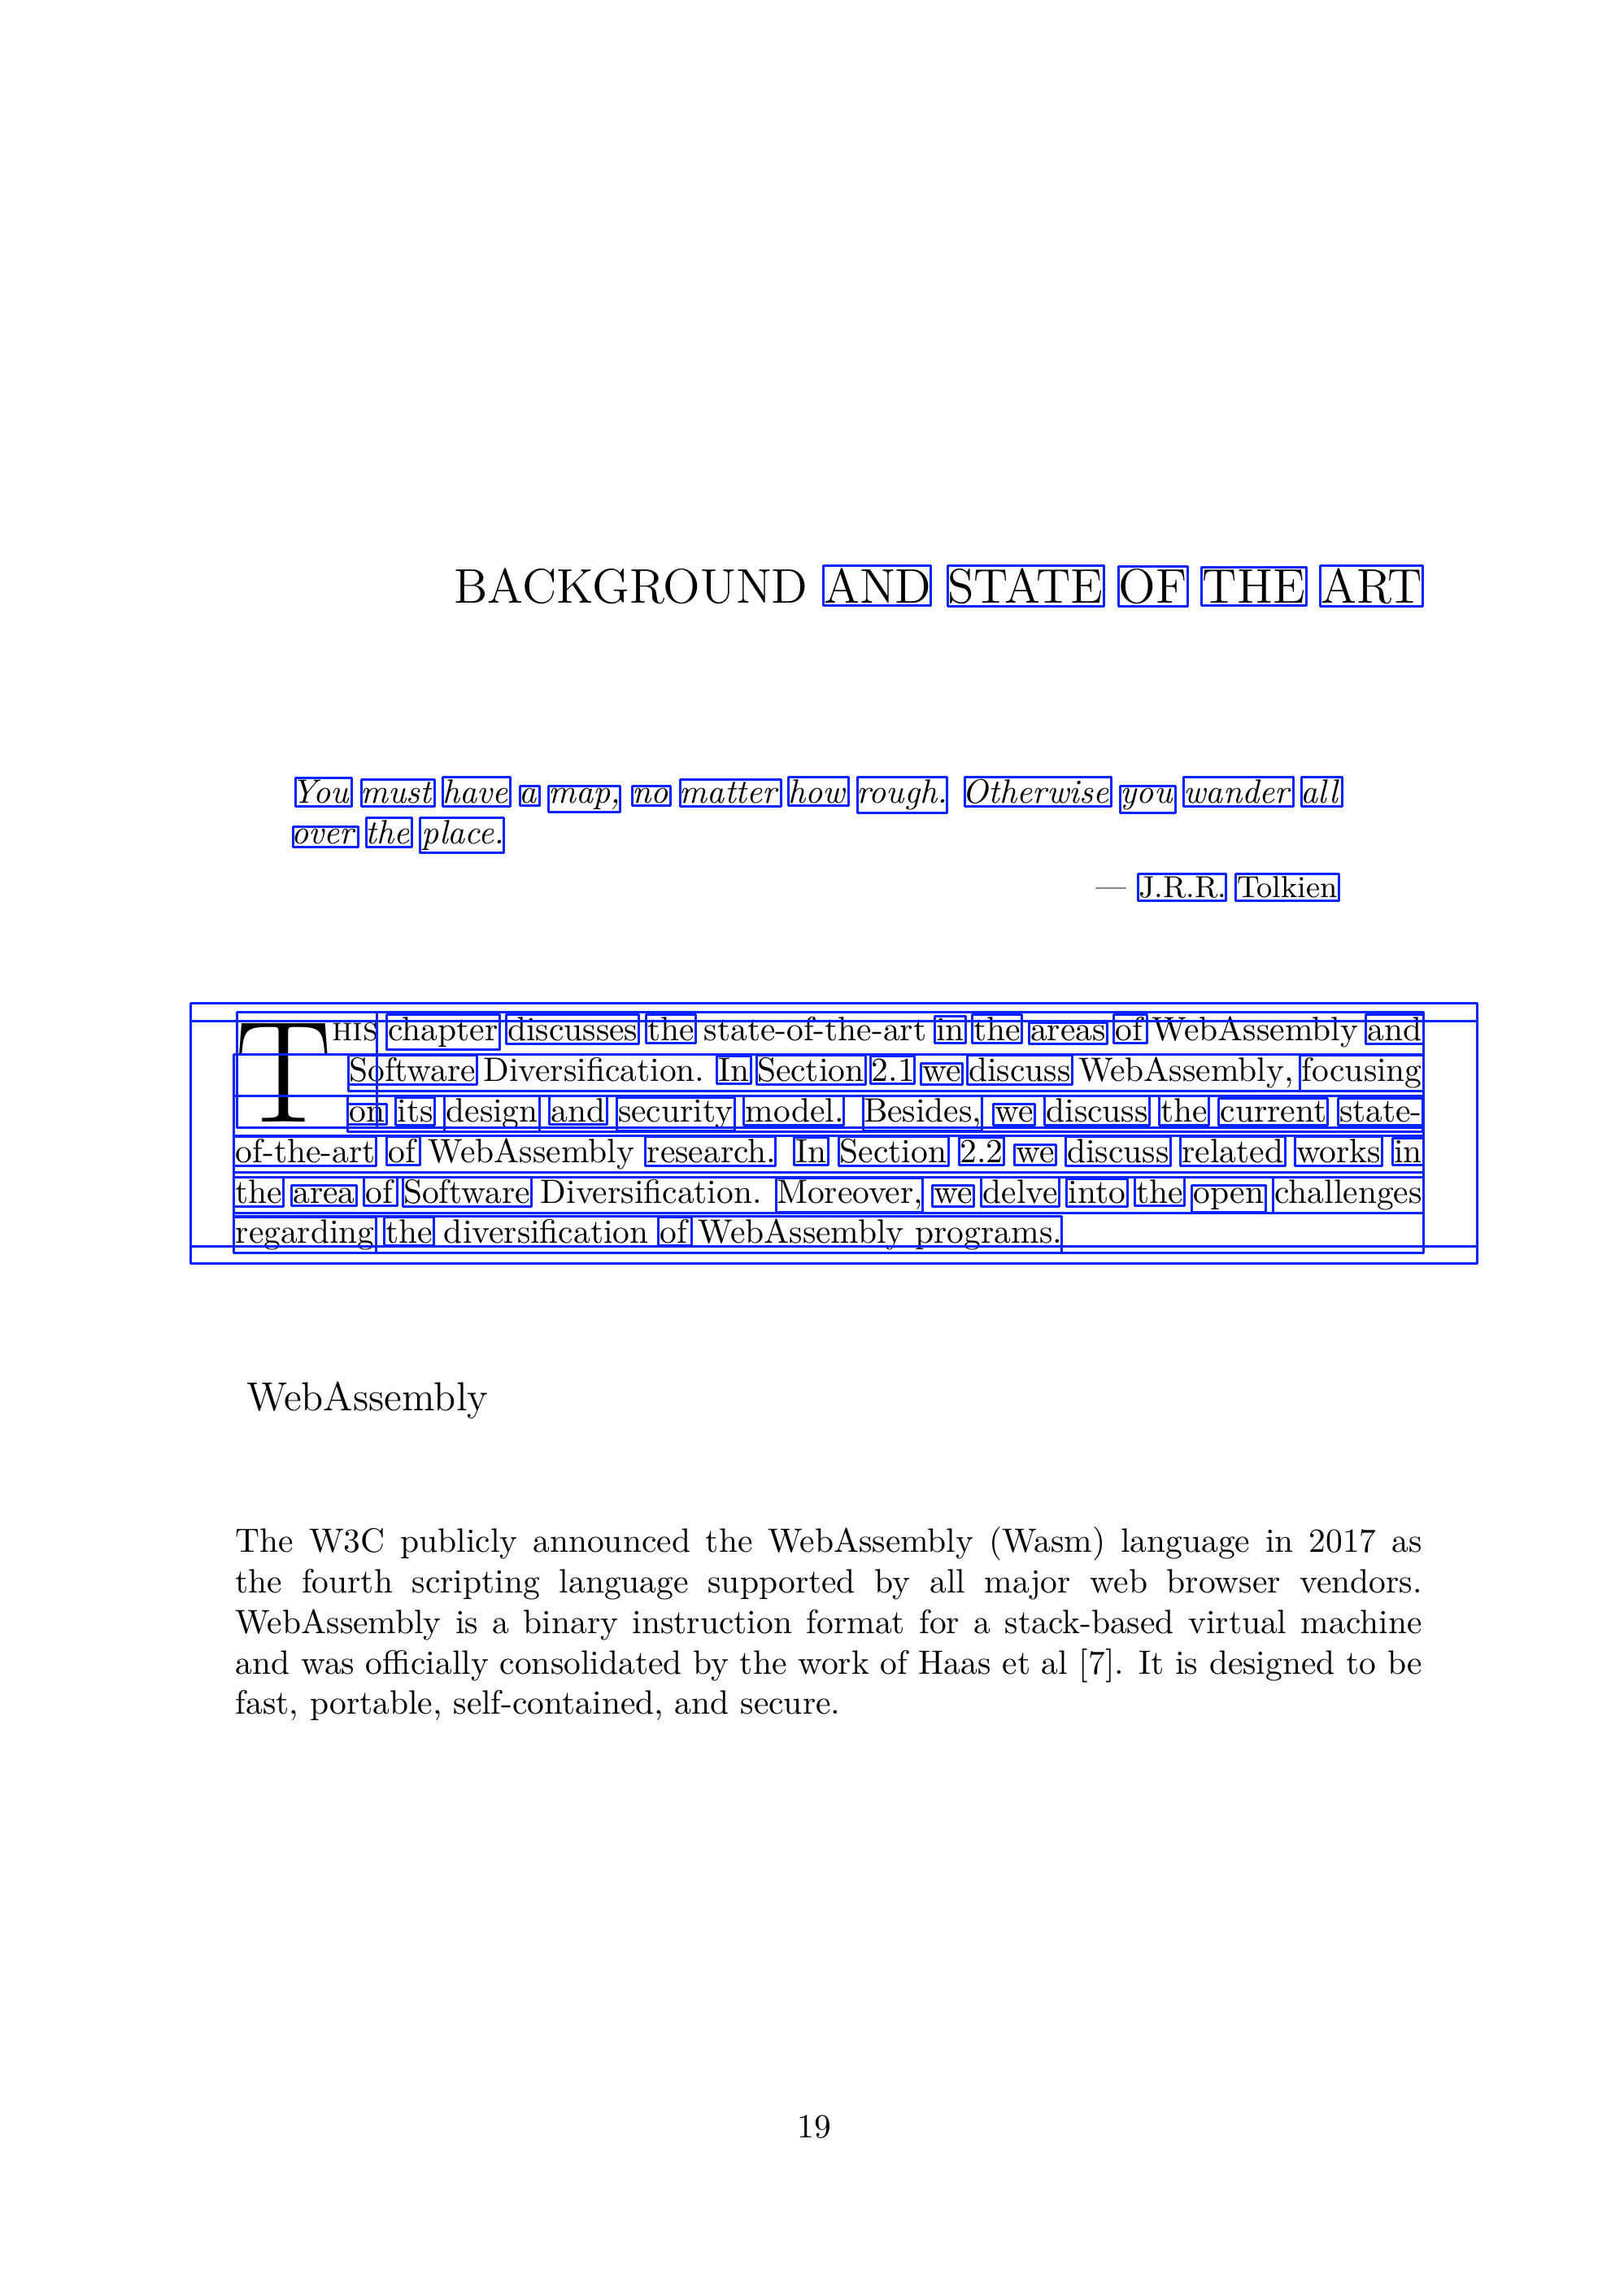 BACKGROUND AND STATE OF THE ART
You must have a map, no matter how rough. Otherwise you wander all
over the place.
— J.R.R. Tolkien
THIS chapter discusses the state-of-the-art in the areas of WebAssembly and
Software Diversification. In Section 2.1 we discuss WebAssembly, focusing
on its design and security model. Besides, we discuss the current state-
of-the-art of WebAssembly research. In Section 2.2 we discuss related works in
the area of Software Diversification. Moreover, we delve into the open challenges
regarding the diversification of WebAssembly programs.
WebAssembly
The W3C publicly announced the WebAssembly (Wasm) language in 2017 as
the fourth scripting language supported by all major web browser vendors.
WebAssembly is a binary instruction format for a stack-based virtual machine
and was officially consolidated by the work of Haas et al [7]. It is designed to be
fast, portable, self-contained, and secure.
19